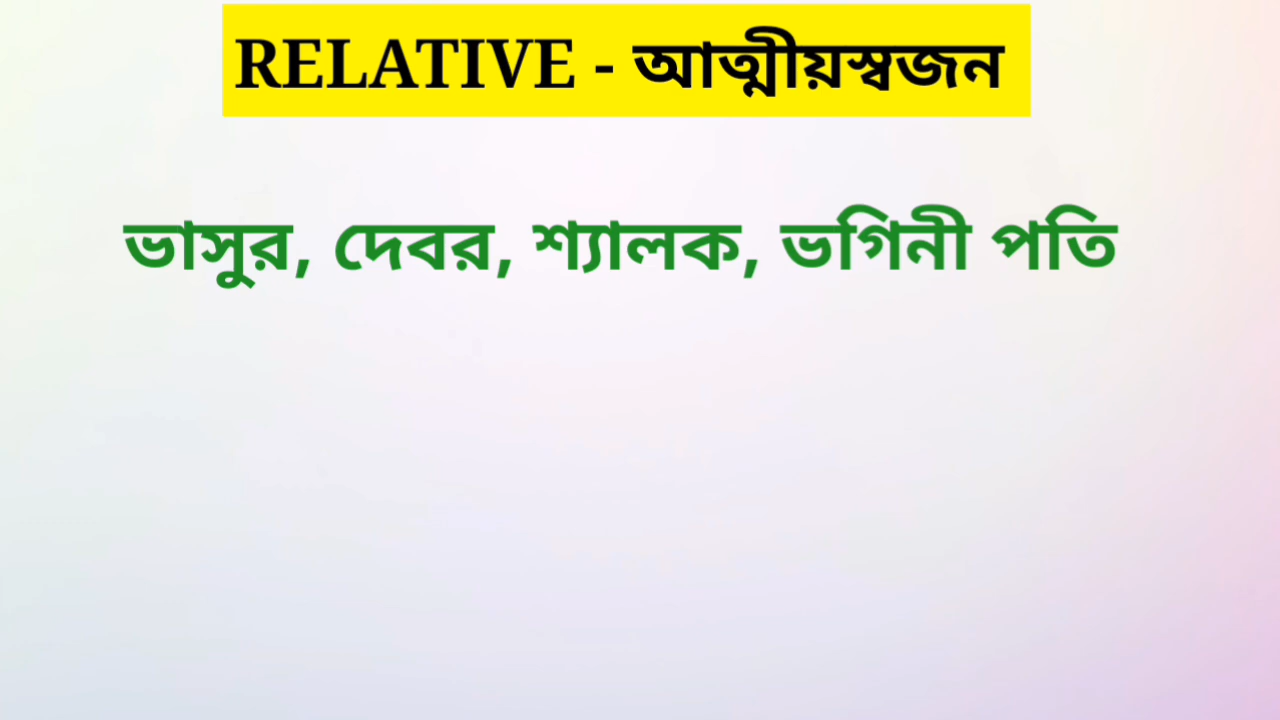 RELATIVE - আত্মীয়স্বজন
ভাসুর, দেবর, শ্যালক, ভগিনী পতি